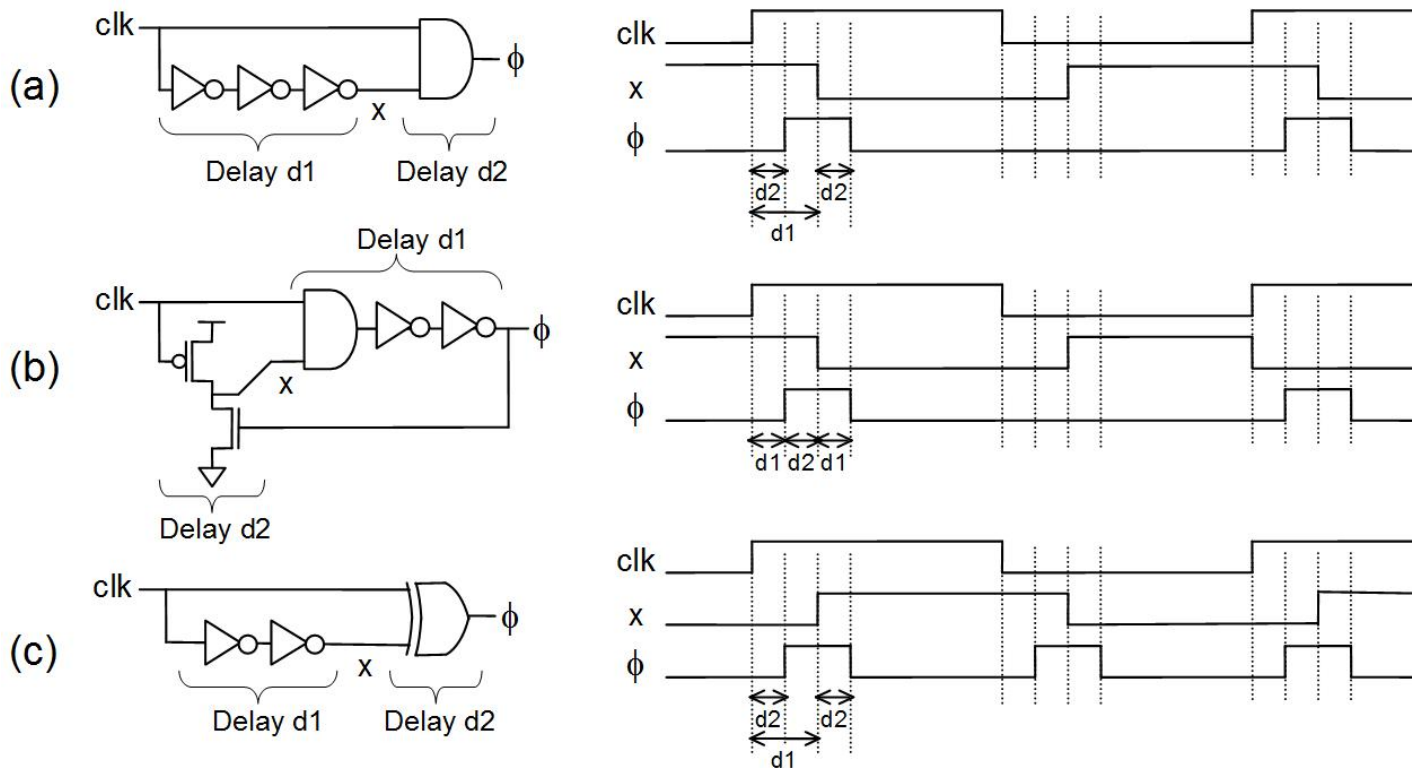 clk
ϕ
(a)
x
Delay d1
Delay d2
clk
x
ϕ
d2
d2
d1
Delay d1
clk
ϕ
(b)
x
Delay d2
clk
x
ϕ
d1
d2
d1
clk
ϕ
(c)
x
Delay d1
Delay d2
clk
x
ϕ
d2
d2
d1